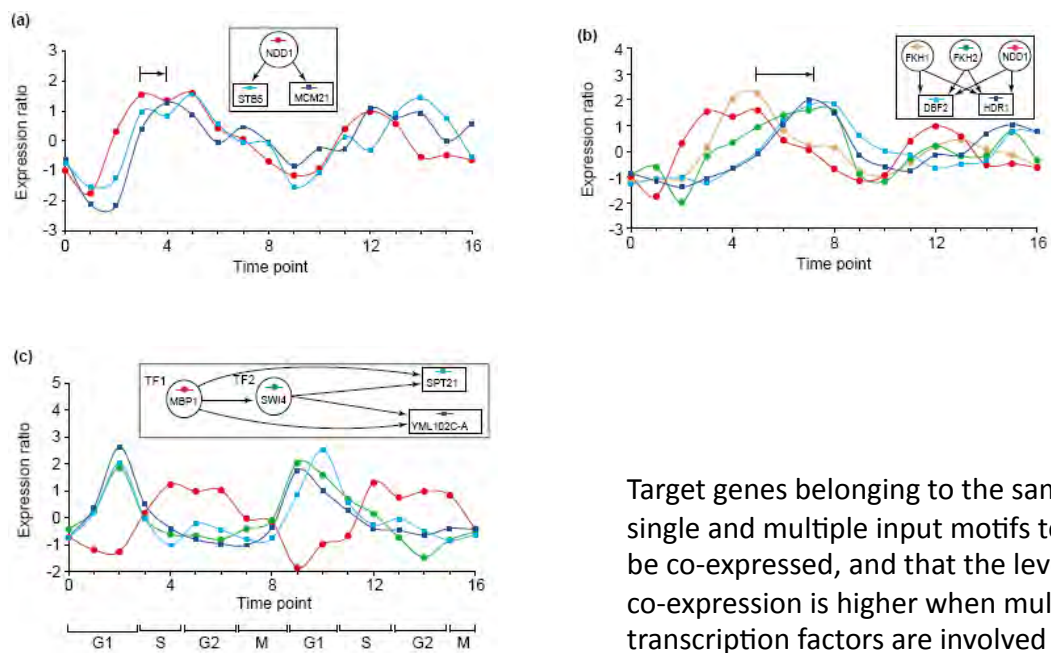 (a)
Expression ratio
3
2
1
0
-1
-2
-3
0 4 8 12 16
Time point
NDD1
STB5 MCM21
(b)
Expression ratio
4
3
2
1
0
-1
-2
-3
0 4 8 12 16
Time point
FKH1 FKH2 NDD1
DBF2 HDR1
(c)
Expression ratio
5
4
3
2
1
0
-1
-2
0 4 8 12 16
Time point
G1 S G2 M G1 S G2 M
TF1 TF2
MBP1 SWI4
SPT21
YML102C-A
Target genes belonging to the san
single and multiple input motifs t
be co-expressed, and that the lev
co-expression is higher when mul
transcription factors are involved